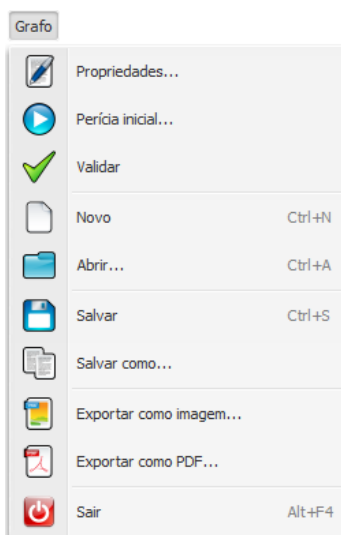 Grafo
Propriedades...
Perícia inicial...
Validar
Novo Ctrl+N
Abrir... Ctrl+A
Salvar Ctrl+S
Salvar como...
Exportar como imagem...
Exportar como PDF...
Sair Alt+F4